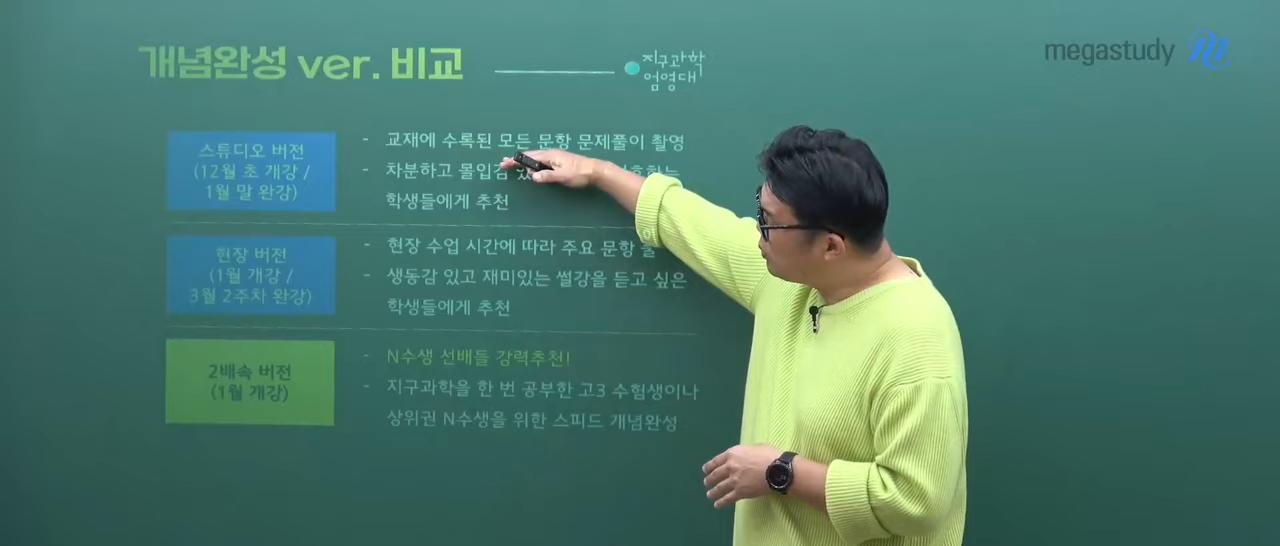 개념완성 ver. 비교
지구과학
엄영대
megastudy
스튜디오 버전
(12월 초 개강 /
1월 말 완강)
- 교재에 수록된 모든 문항 문제풀이 촬영
- 차분하고 몰입감 있
학생들에게 추천
현장 버전
(1월 개강 /
3월 2주차 완강)
- 현장 수업 시간에 따라 주요 문항
- 생동감 있고 재미있는 썰강을 듣고 싶은
학생들에게 추천
2배속 버전
(1월 개강)
- N수생 선배들 강력추천!
- 지구과학을 한 번 공부한 고3 수험생이나
상위권 N수생을 위한 스피드 개념완성